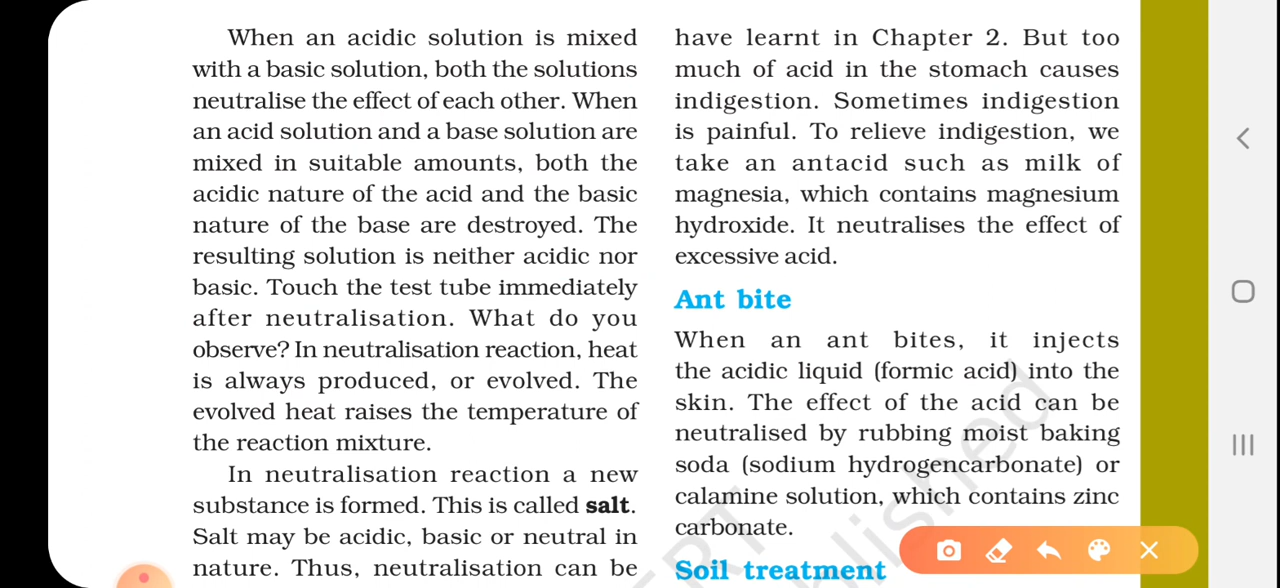 When an acidic solution is mixed
with a basic solution, both the solutions
neutralise the effect of each other. When
an acid solution and a base solution are
mixed in suitable amounts, both the
acidic nature of the acid and the basic
nature of the base are destroyed. The
resulting solution is neither acidic nor
basic. Touch the test tube immediately
after neutralisation. What do you
observe? In neutralisation reaction, heat
is always produced, or evolved. The
evolved heat raises the temperature of
the reaction mixture.
In neutralisation reaction a new
substance is formed. This is called salt.
Salt may be acidic, basic or neutral in
nature. Thus, neutralisation can be
have learnt in Chapter 2. But too
much of acid in the stomach causes
indigestion. Sometimes indigestion
is painful. To relieve indigestion, we
take an antacid such as milk of
magnesia, which contains magnesium
hydroxide. It neutralises the effect of
excessive acid.
Ant bite
When an ant bites, it injects
the acidic liquid (formic acid) into the
skin. The effect of the acid can be
neutralised by rubbing moist baking
soda (sodium hydrogencarbonate) or
calamine solution, which contains zinc
carbonate.
Soil treatment